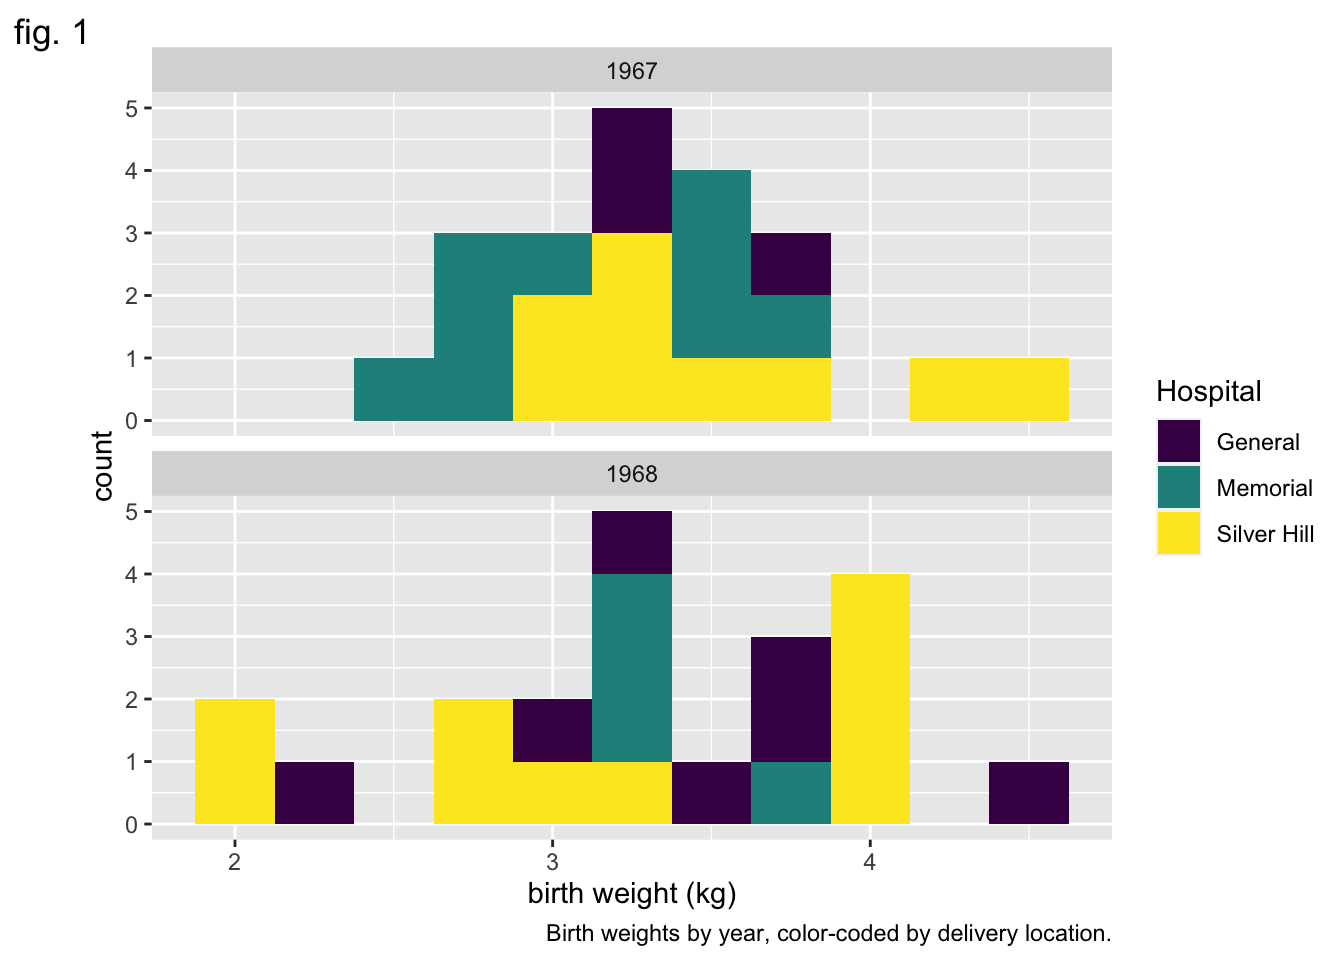 fig. 1
1967
5
4
3
2
1
0
count
1968
5
4
3
2
1
0
2 3 4
birth weight (kg)
Birth weights by year, color-coded by delivery location.
Hospital
General
Memorial
Silver Hill